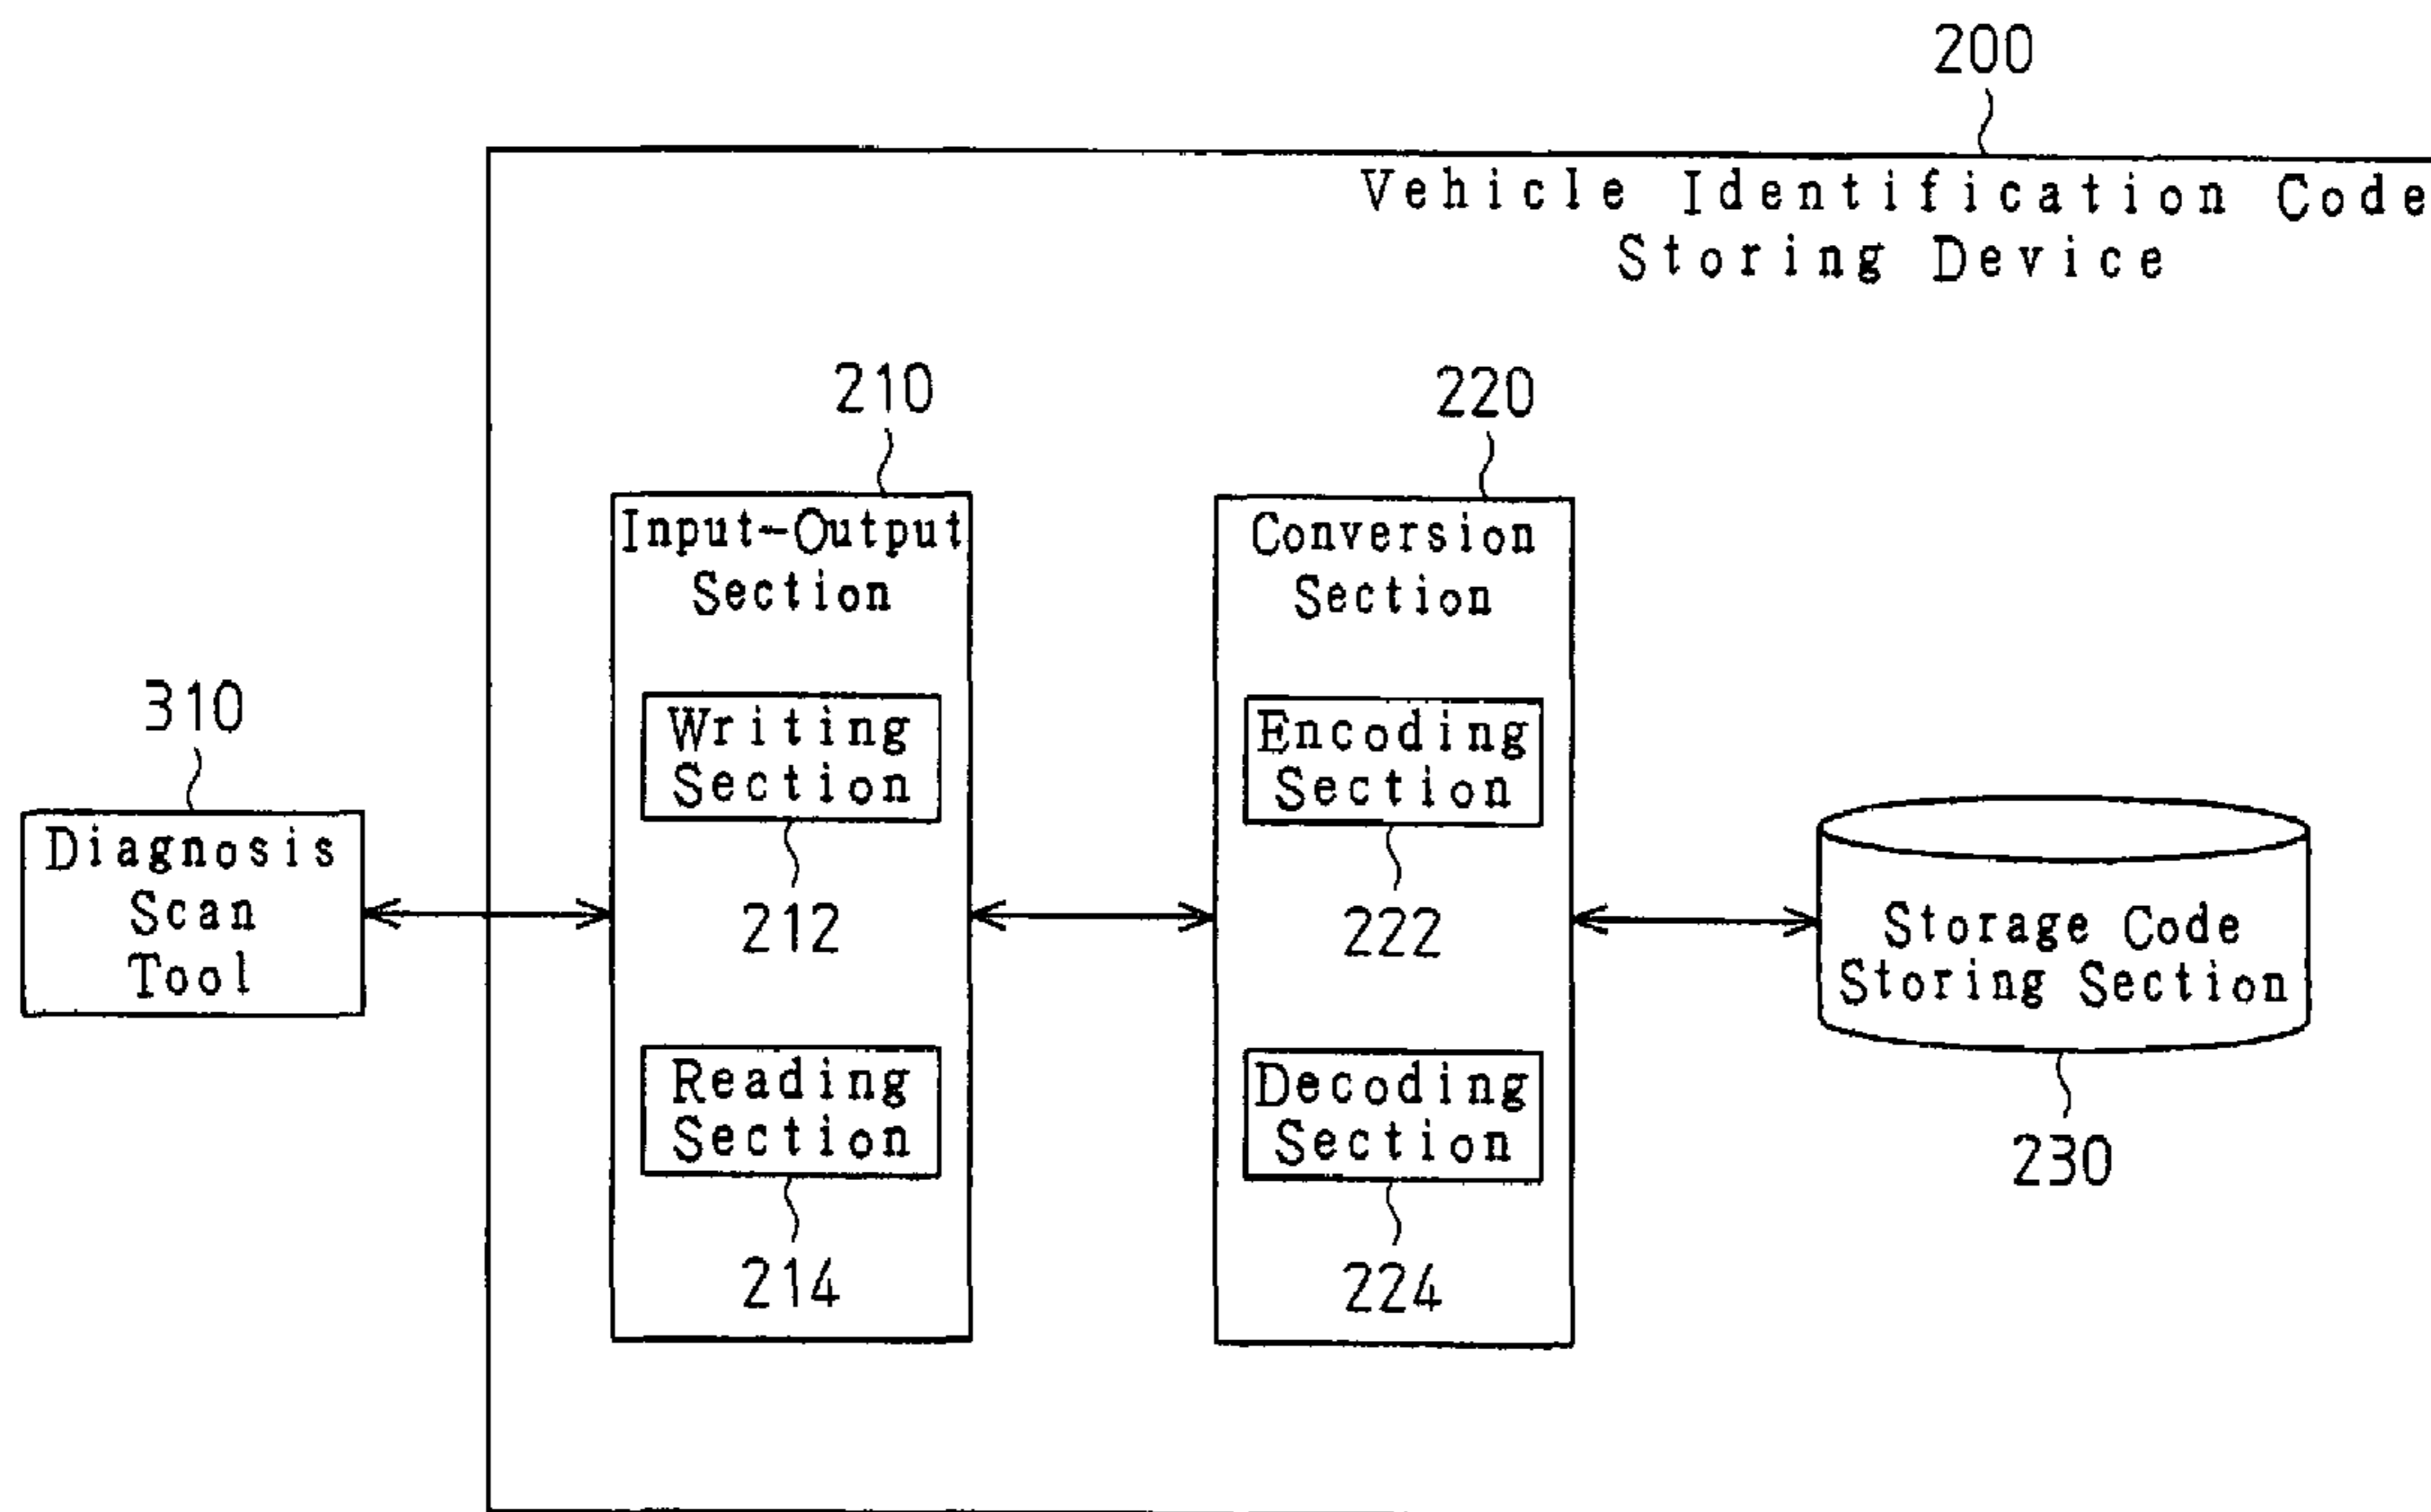 200
Vehicle Identification Code
Storing Device
210
Input-Output
Section
Writing
Section
212
Reading
Section
214
220
Conversion
Section
Encoding
Section
222
Decoding
Section
224
310
Diagnosis
Scan
Tool
Storage Code
Storing Section
230